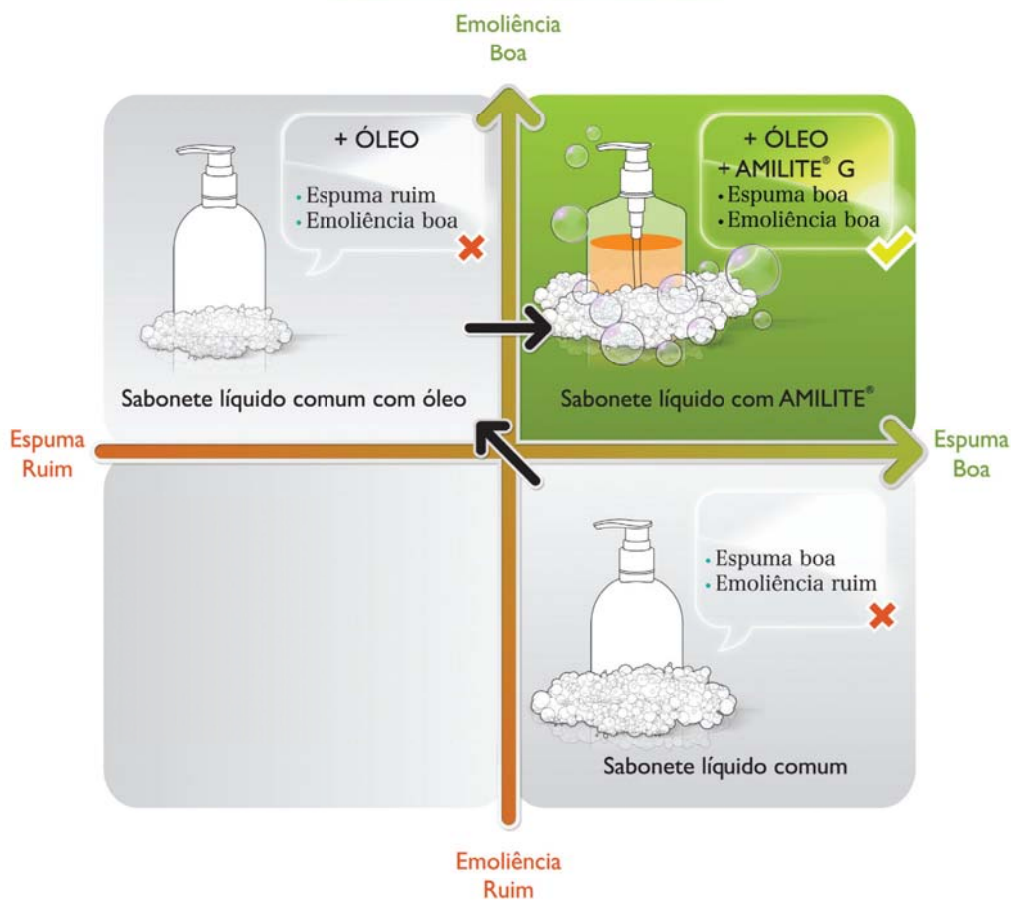 Emoliência
Boa
+ ÓLEO
• Espuma ruim
• Emoliência boa
Sabonete líquido comum com óleo
+ ÓLEO
+ AMILITE® G
• Espuma boa
• Emoliência boa
Sabonete líquido com AMILITE®
Espuma
Ruim
Espuma
Boa
• Espuma boa
• Emoliência ruim
Sabonete líquido comum
Emoliência
Ruim